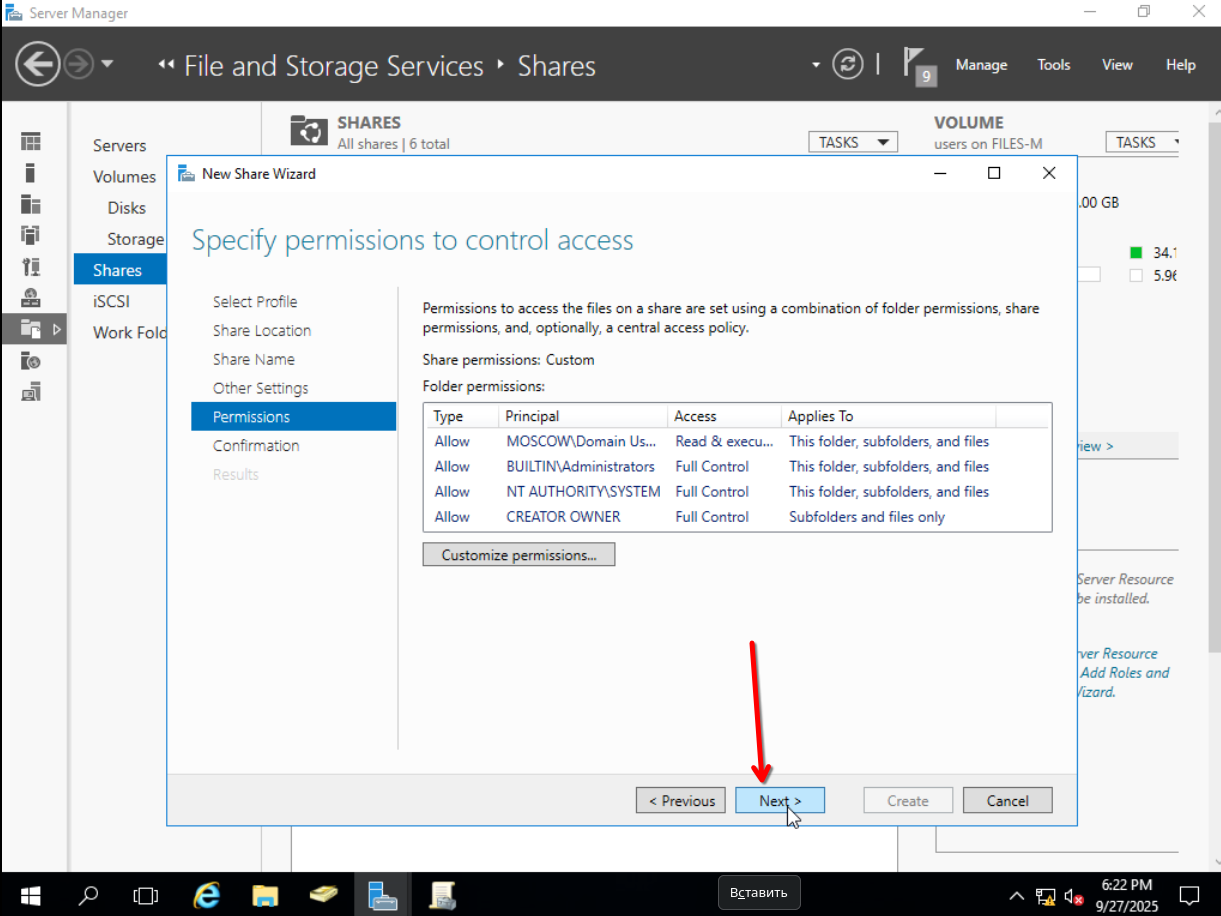 Server Manager
File and Storage Services
Shares
9
Manage
Tools
View
Help
SHARES
All shares | 6 total
TASKS
VOLUME
users on FILES-M
TASKS
Servers
Volumes
Disks
Storage
Shares
iSCSI
Work Fold
.00 GB
34.1
5.96
iew >
Server Resource
be installed.
rver Resource
Add Roles and
Wizard.
New Share Wizard
Specify permissions to control access
Select Profile
Share Location
Share Name
Other Settings
Permissions
Confirmation
Results
Permissions to access the files on a share are set using a combination of folder permissions, share
permissions, and, optionally, a central access policy.
Share permissions: Custom
Folder permissions:
Type Principal Access Applies To
Allow MOSCOW\Domain Us... Read & execu... This folder, subfolders, and files
Allow BUILTIN\Administrators Full Control This folder, subfolders, and files
Allow NT AUTHORITY\SYSTEM Full Control This folder, subfolders, and files
Allow CREATOR OWNER Full Control Subfolders and files only
Customize permissions...
< Previous
Next >
Create
Cancel
Вставить
6:22 PM
9/27/2025